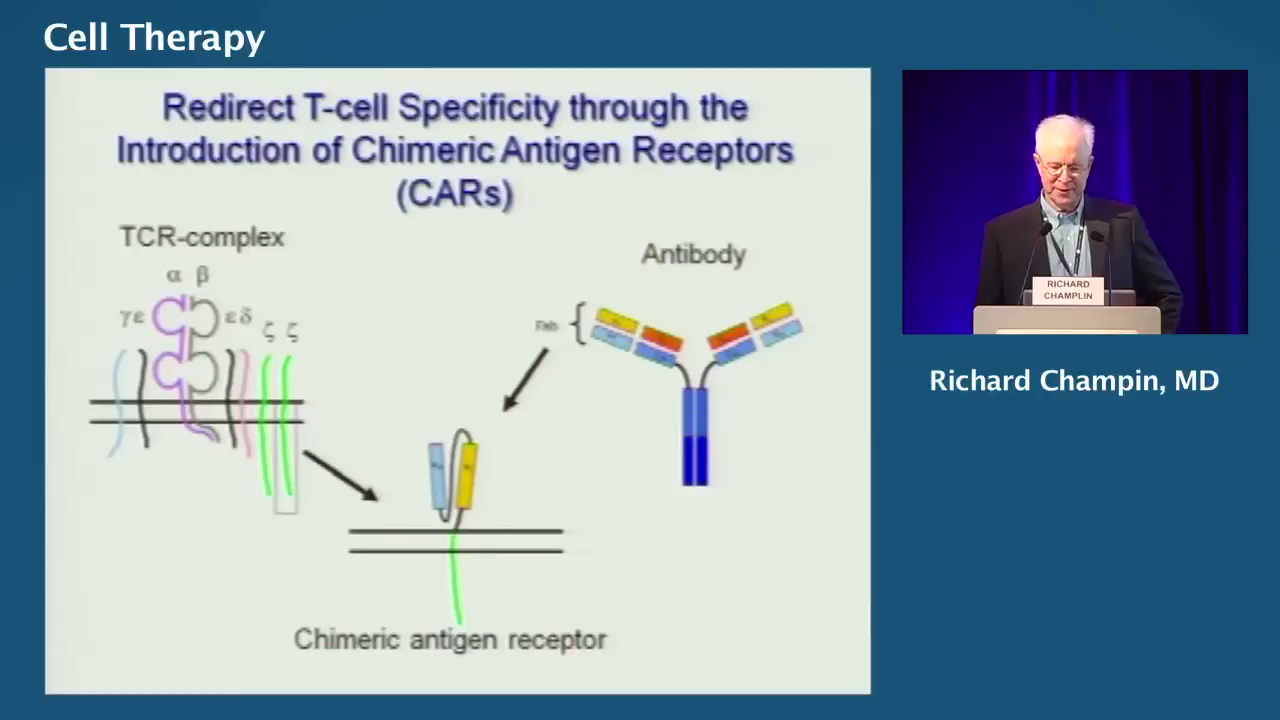 Cell Therapy
Redirect T-cell Specificity through the
Introduction of Chimeric Antigen Receptors
(CARs)
TCR-complex
α β
γε
εδ
ζ ζ
Antibody
Fab
Chimeric antigen receptor
RICHARD
CHAMPLIN
Richard Champin, MD